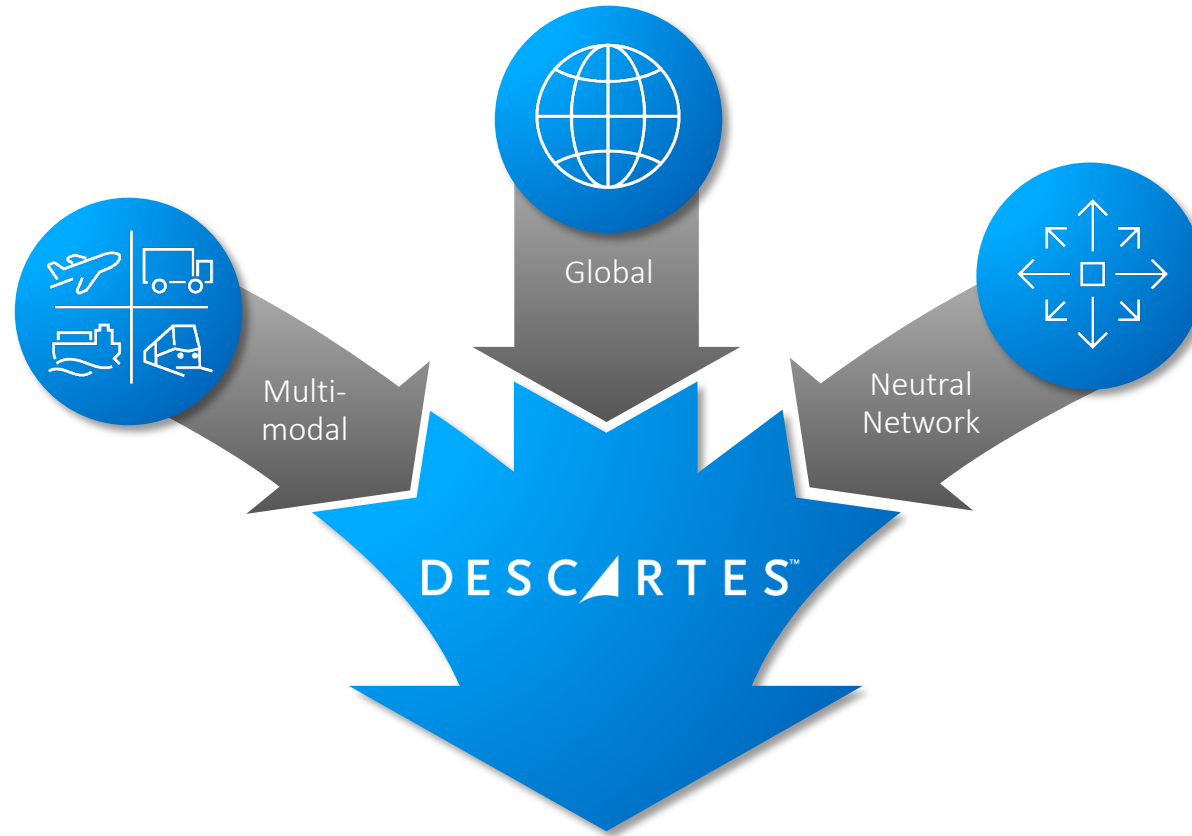 Global
Multi-
modal
Neutral
Network
DESCARTES™